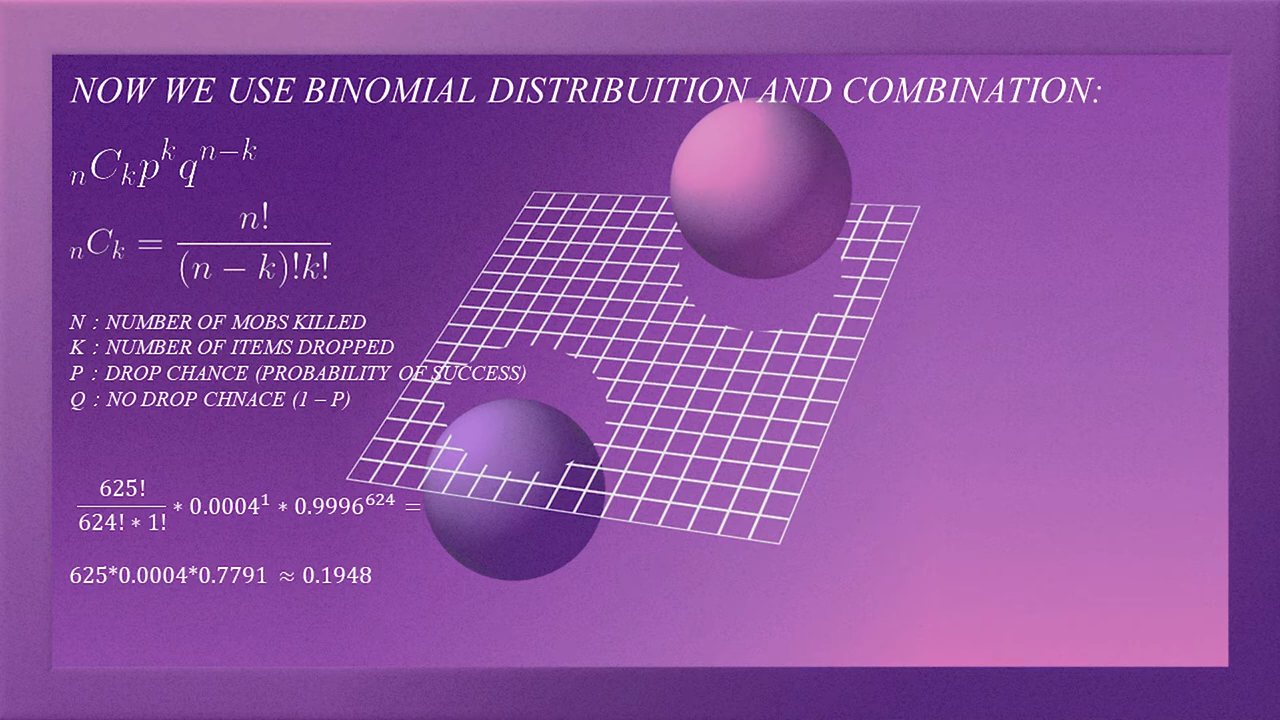 NOW WE USE BINOMIAL DISTRIBUITION AND COMBINATION:
ₙCₖpᵏqⁿ⁻ᵏ
ₙCₖ = n! / (n − k)!k!
N : NUMBER OF MOBS KILLED
K : NUMBER OF ITEMS DROPPED
P : DROP CHANCE (PROBABILITY OF SUCCESS)
Q : NO DROP CHNACE (1 – P)
625! / 624! ∗ 1! ∗ 0.0004¹ ∗ 0.9996⁶²⁴ =
625*0.0004*0.7791 ≈ 0.1948